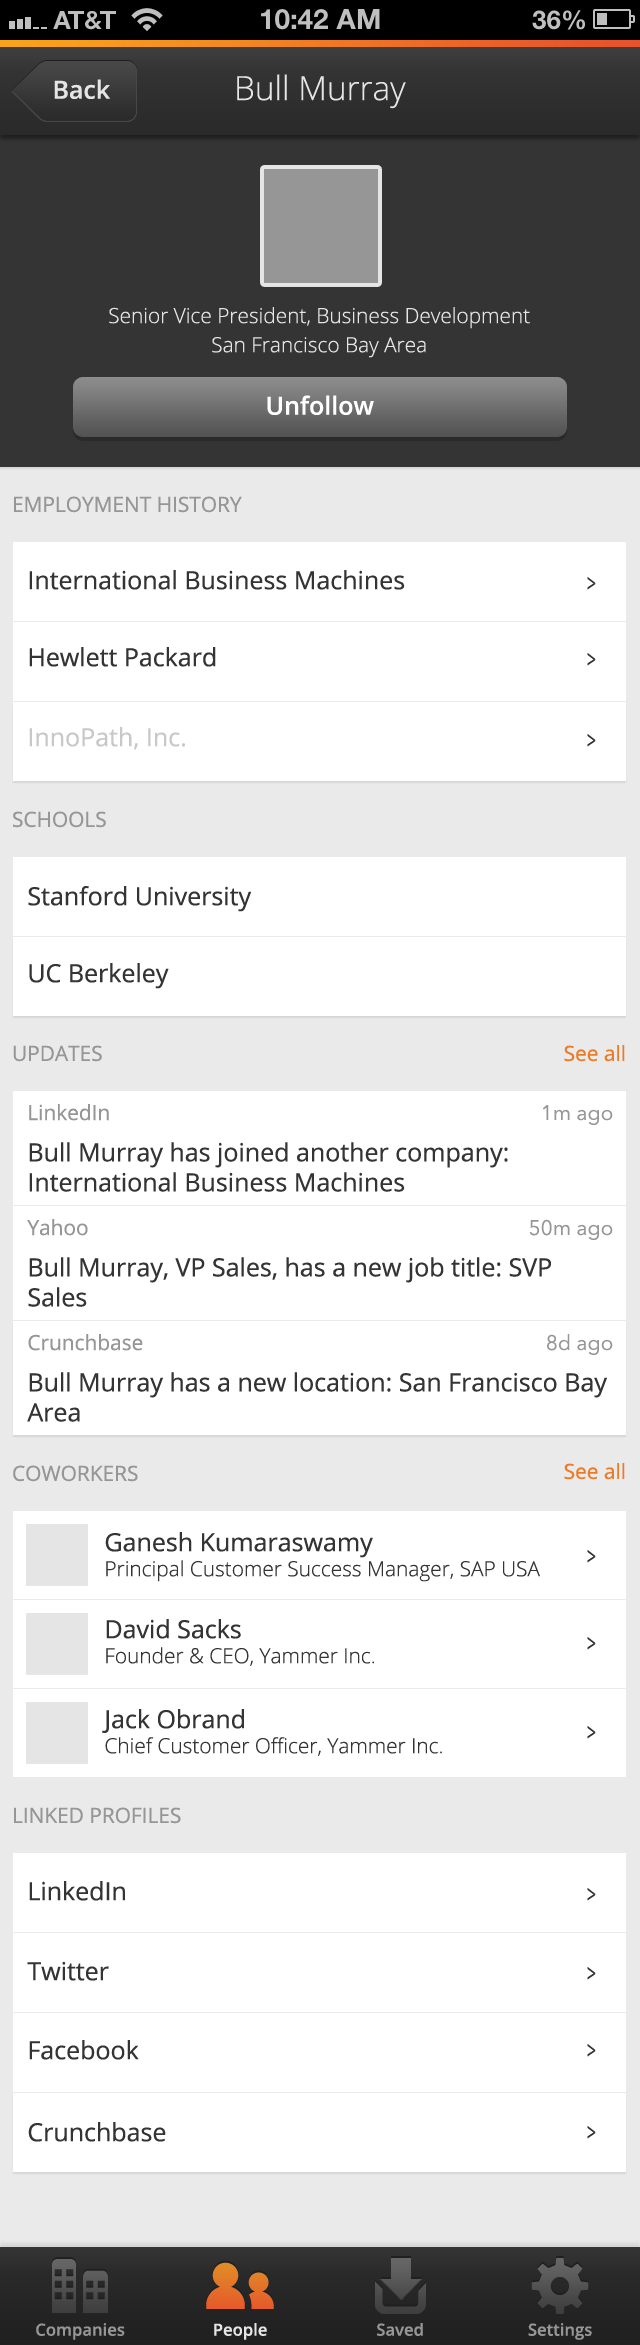 AT&T 10:42 AM 36%
Back Bull Murray
Senior Vice President, Business Development
San Francisco Bay Area
Unfollow
EMPLOYMENT HISTORY
International Business Machines
Hewlett Packard
InnoPath, Inc.
SCHOOLS
Stanford University
UC Berkeley
UPDATES See all
LinkedIn 1m ago
Bull Murray has joined another company:
International Business Machines
Yahoo 50m ago
Bull Murray, VP Sales, has a new job title: SVP
Sales
Crunchbase 8d ago
Bull Murray has a new location: San Francisco Bay
Area
COWORKERS See all
Ganesh Kumaraswamy
Principal Customer Success Manager, SAP USA
David Sacks
Founder & CEO, Yammer Inc.
Jack Obrand
Chief Customer Officer, Yammer Inc.
LINKED PROFILES
LinkedIn
Twitter
Facebook
Crunchbase
Companies People Saved Settings